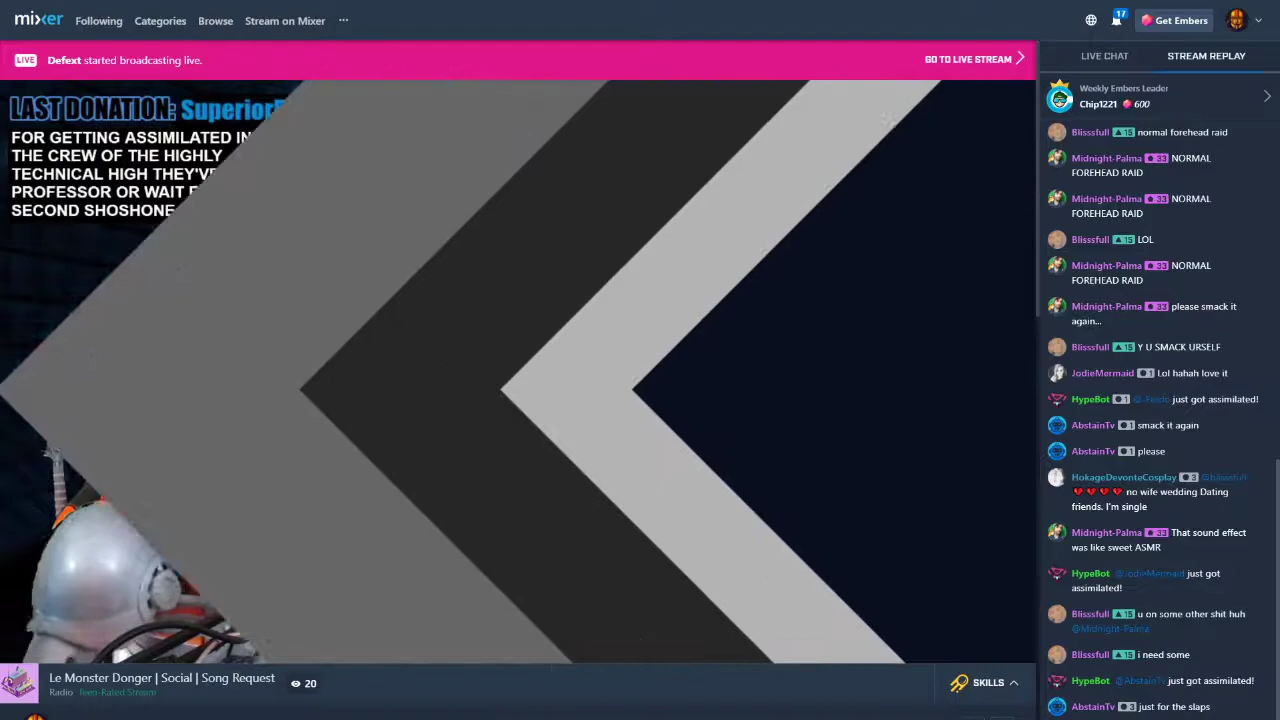 mixer
Following
Categories
Browse
Stream on Mixer
17
Get Embers
LIVE
Defext started broadcasting live.
GO TO LIVE STREAM
LIVE CHAT
STREAM REPLAY
Weekly Embers Leader
Chip1221 600
LAST DONATION: Superior
FOR GETTING ASSIMILATED IN
THE CREW OF THE HIGHLY
TECHNICAL HIGH THEY'VE
PROFESSOR OR WAIT
SECOND SHOSHONE
Blisssfull 15 normal forehead raid
Midnight-Palma 33 NORMAL
FOREHEAD RAID
Midnight-Palma 33 NORMAL
FOREHEAD RAID
Blisssfull 15 LOL
Midnight-Palma 33 NORMAL
FOREHEAD RAID
Midnight-Palma 33 please smack it
again...
Blisssfull 15 Y U SMACK URSELF
JodieMermaid 1 Lol hahah love it
HypeBot 1 just got assimilated!
AbstainTv 1 smack it again
AbstainTv 1 please
HokageDevonteCosplay 3 @blisssfull
no wife wedding Dating
friends. I'm single
Midnight-Palma 33 That sound effect
was like sweet ASMR
HypeBot @JodieMermaid just got
assimilated!
Blisssfull 15 u on some other shit huh
@Midnight-Palma
Blisssfull 15 i need some
HypeBot @AbstainTv just got assimilated!
AbstainTv 3 just for the slaps
Le Monster Donger | Social | Song Request
20
Radio Teen-Rated Stream
SKILLS